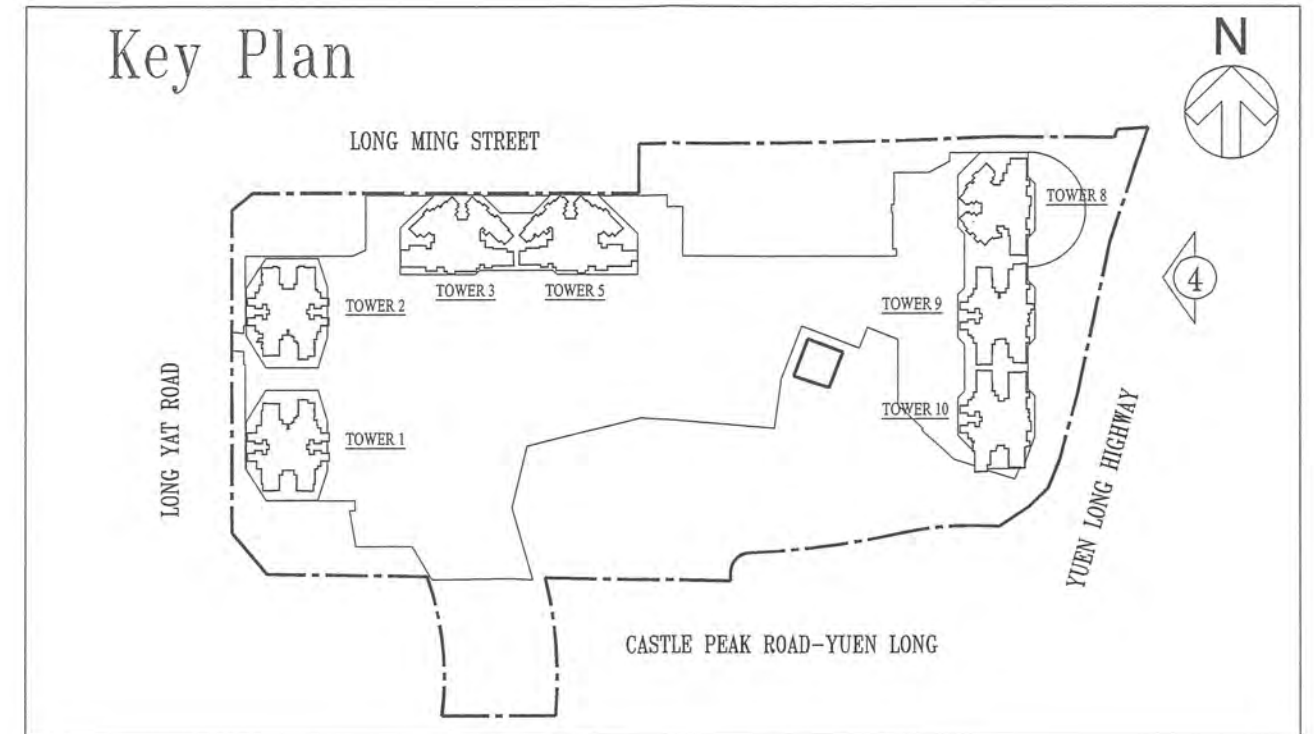 Key Plan
N
LONG MING STREET
TOWER 8
TOWER 3
TOWER 5
TOWER 2
TOWER 9
4
TOWER 10
TOWER 1
LONG YAT ROAD
YUEN LONG HIGHWAY
CASTLE PEAK ROAD-YUEN LONG